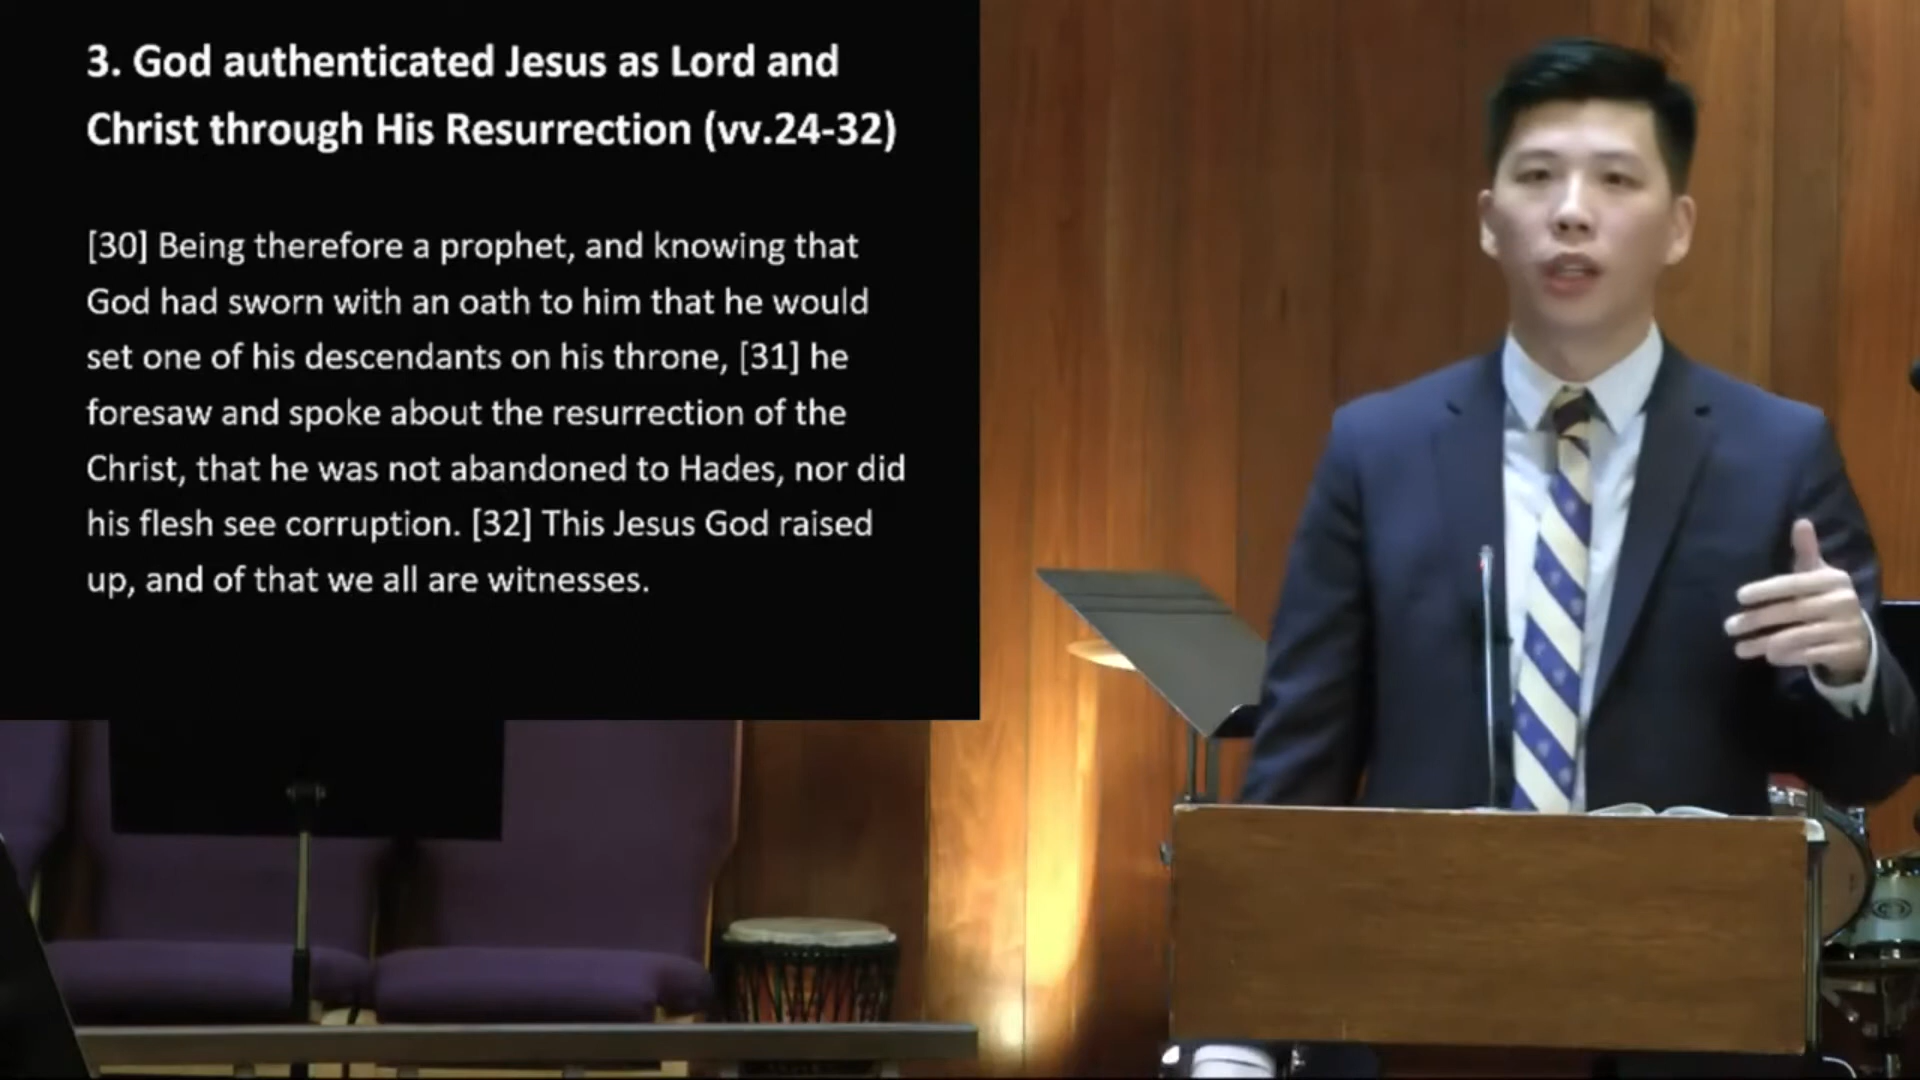 3. God authenticated Jesus as Lord and
Christ through His Resurrection (vv.24-32)
[30] Being therefore a prophet, and knowing that
God had sworn with an oath to him that he would
set one of his descendants on his throne, [31] he
foresaw and spoke about the resurrection of the
Christ, that he was not abandoned to Hades, nor did
his flesh see corruption. [32] This Jesus God raised
up, and of that we all are witnesses.